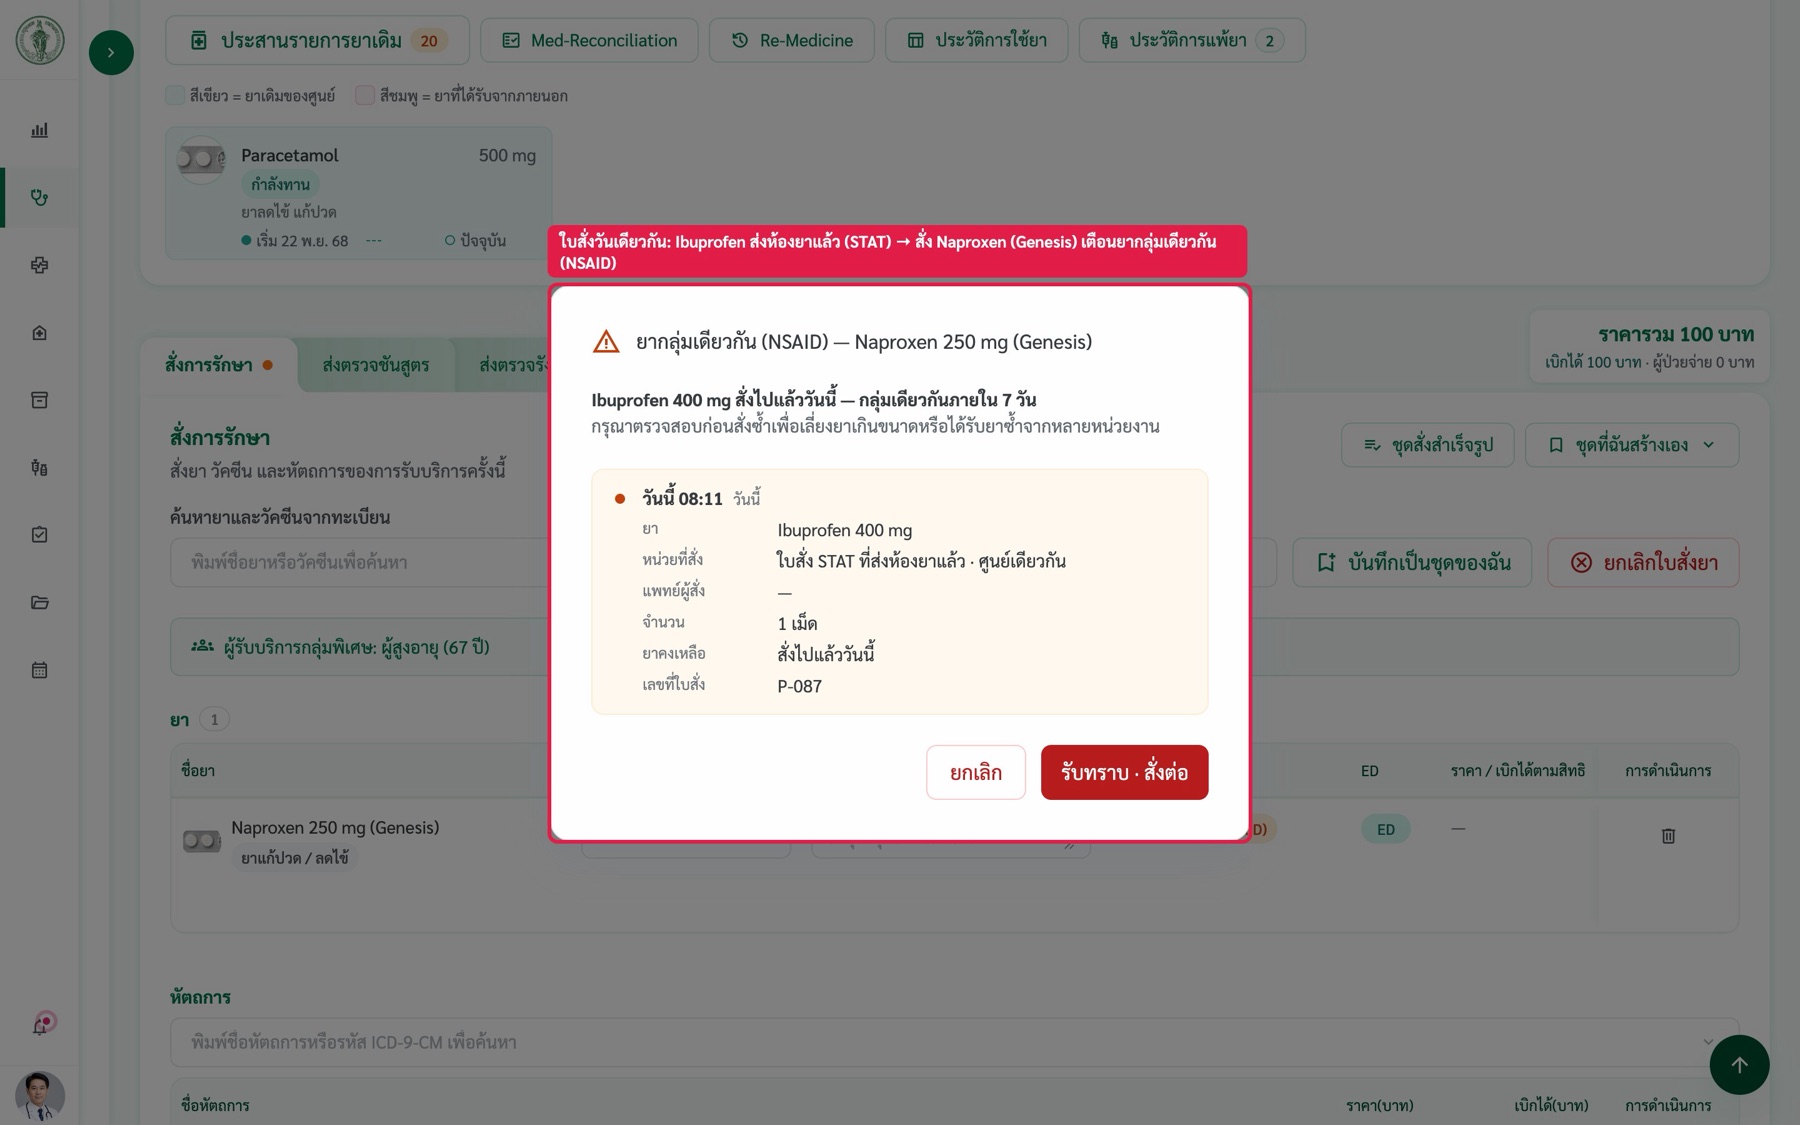 ประสานรายการยาเดิม 20
Med-Reconciliation
Re-Medicine
ประวัติการใช้ยา
ประวัติการแพ้ยา 2
สีเขียว = ยาเดิมของศูนย์
สีชมพู = ยาที่ได้รับจากภายนอก
Paracetamol 500 mg
กำลังทาน
ยาลดไข้ แก้ปวด
เริ่ม 22 พ.ย. 68 --- ปัจจุบัน
ใบสั่งวันเดียวกัน: Ibuprofen ส่งห้องยาแล้ว (STAT) → สั่ง Naproxen (Genesis) เตือนยากลุ่มเดียวกัน
(NSAID)
ยากลุ่มเดียวกัน (NSAID) — Naproxen 250 mg (Genesis)
Ibuprofen 400 mg สั่งไปแล้ววันนี้ — กลุ่มเดียวกันภายใน 7 วัน
กรุณาตรวจสอบก่อนสั่งซ้ำเพื่อเลี่ยงยาเกินขนาดหรือได้รับยาซ้ำจากหลายหน่วยงาน
วันนี้ 08:11 วันนี้
ยา Ibuprofen 400 mg
หน่วยที่สั่ง ใบสั่ง STAT ที่ส่งห้องยาแล้ว · ศูนย์เดียวกัน
แพทย์ผู้สั่ง —
จำนวน 1 เม็ด
ยาคงเหลือ สั่งไปแล้ววันนี้
เลขที่ใบสั่ง P-087
ยกเลิก
รับทราบ · สั่งต่อ
ราคารวม 100 บาท
เบิกได้ 100 บาท · ผู้ป่วยจ่าย 0 บาท
สั่งการรักษา
ส่งตรวจชันสูตร
ส่งตรวจรัง
สั่งการรักษา
สั่งยา วัคซีน และหัตถการของการรับบริการครั้งนี้
ชุดสั่งสำเร็จรูป
ชุดที่ฉันสร้างเอง
ค้นหายาและวัคซีนจากทะเบียน
พิมพ์ชื่อยาหรือวัคซีนเพื่อค้นหา
บันทึกเป็นชุดของฉัน
ยกเลิกใบสั่งยา
ผู้รับบริการกลุ่มพิเศษ: ผู้สูงอายุ (67 ปี)
ยา 1
ชื่อยา ED ราคา / เบิกได้ตามสิทธิ การดำเนินการ
Naproxen 250 mg (Genesis) D) ED —
ยาแก้ปวด / ลดไข้
หัตถการ
พิมพ์ชื่อหัตถการหรือรหัส ICD-9-CM เพื่อค้นหา
ชื่อหัตถการ ราคา(บาท) เบิกได้(บาท) การดำเนินการ